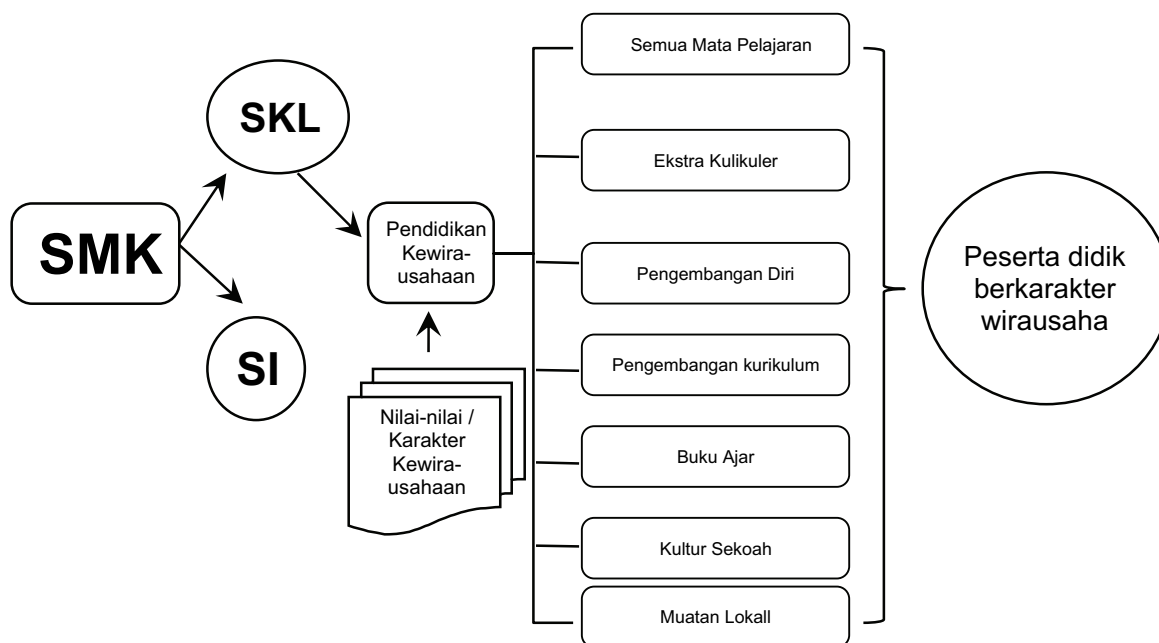 SMK
SKL
SI
Pendidikan
Kewira-
usahaan
Nilai-nilai /
Karakter
Kewira-
usahaan
Semua Mata Pelajaran
Ekstra Kulikuler
Pengembangan Diri
Pengembangan kurikulum
Buku Ajar
Kultur Sekoah
Muatan Lokall
Peserta didik
berkarakter
wirausaha